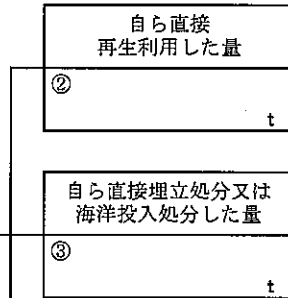 自ら直接
再生利用した量
②
t
自ら直接埋立処分又は
海洋投入処分した量
③
t